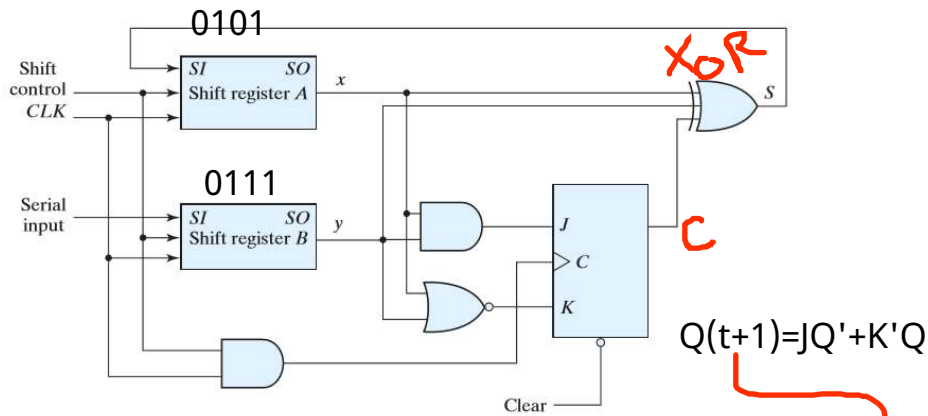 0101
XOR
Shift
control
CLK
SI SO
Shift register A
x
S
0111
Serial
input
SI SO
Shift register B
y
J
C
K
C
Q(t+1)=JQ'+K'Q
Clear